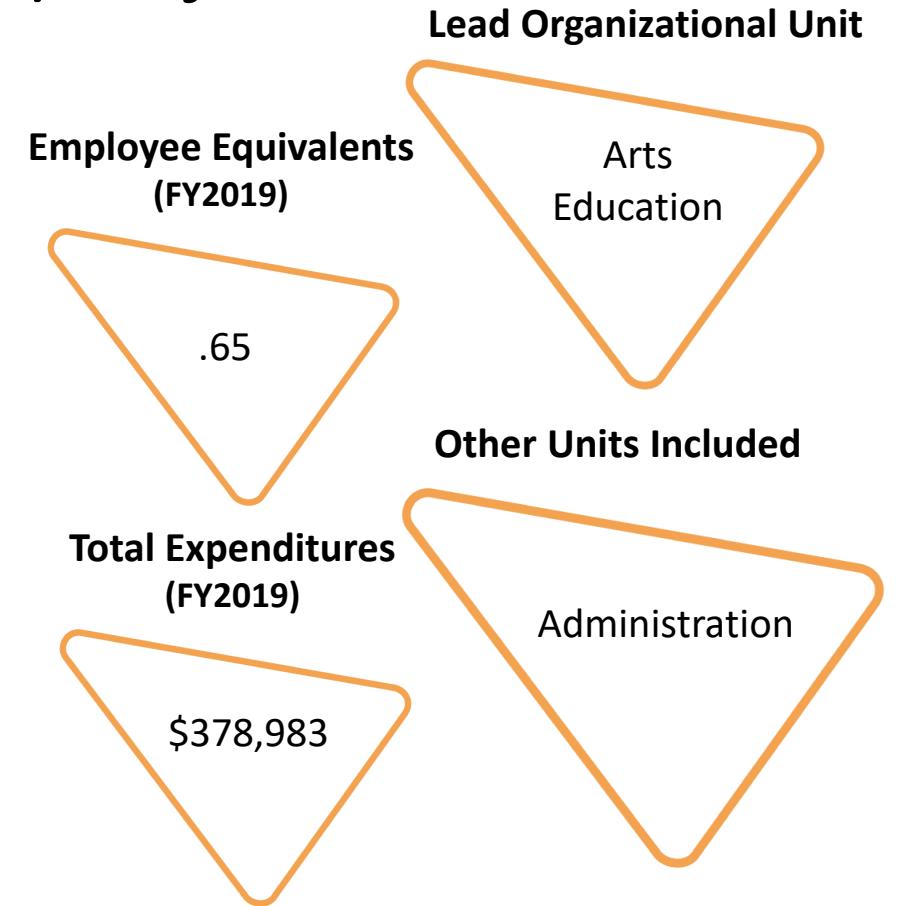 Lead Organizational Unit
Arts
Education
Employee Equivalents
(FY2019)
.65
Other Units Included
Administration
Total Expenditures
(FY2019)
$378,983